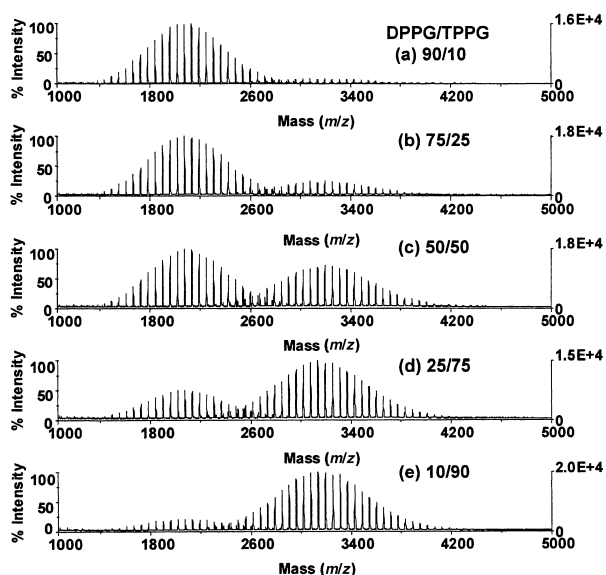 100 DPPG/TPPG 1.6E+4
50 (a) 90/10
0 0
% Intensity
1000 1800 2600 3400 4200 5000
Mass (m/z)
100 (b) 75/25 1.8E+4
50
0 0
% Intensity
1000 1800 2600 3400 4200 5000
Mass (m/z)
100 (c) 50/50 1.8E+4
50
0 0
% Intensity
1000 1800 2600 3400 4200 5000
Mass (m/z)
100 (d) 25/75 1.5E+4
50
0 0
% Intensity
1000 1800 2600 3400 4200 5000
Mass (m/z)
100 (e) 10/90 2.0E+4
50
0 0
% Intensity
1000 1800 2600 3400 4200 5000
Mass (m/z)